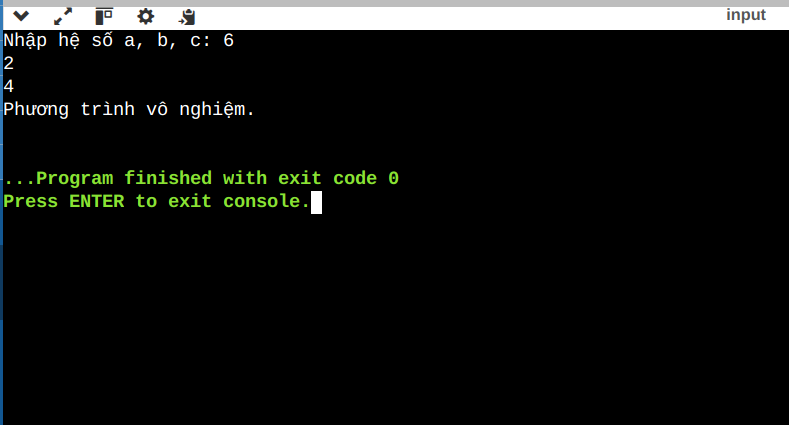 input
Nhập hệ số a, b, c: 6
2
4
Phương trình vô nghiệm.
...Program finished with exit code 0
Press ENTER to exit console.